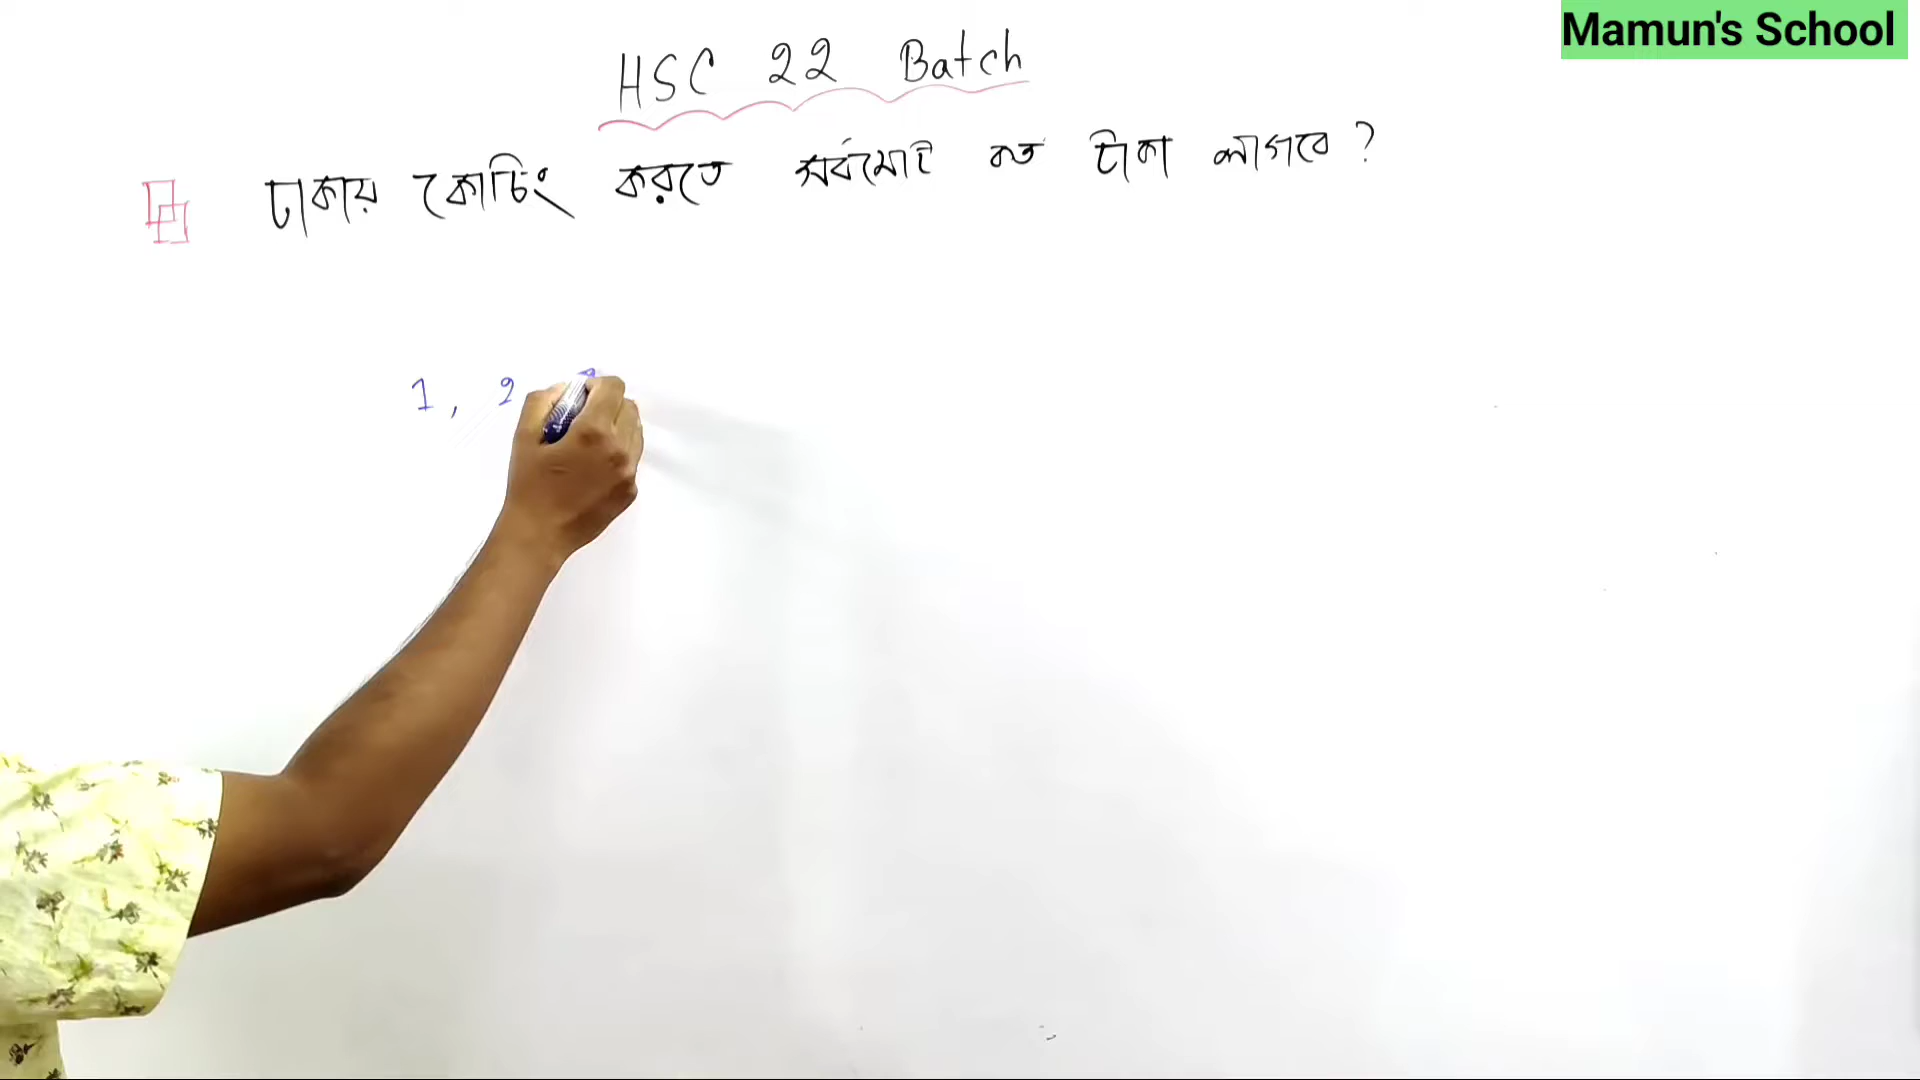 Mamun's School
HSC 22 Batch
ঢাকায় কোচিং করতে সর্বমোট কত টাকা লাগবে ?
1, 2